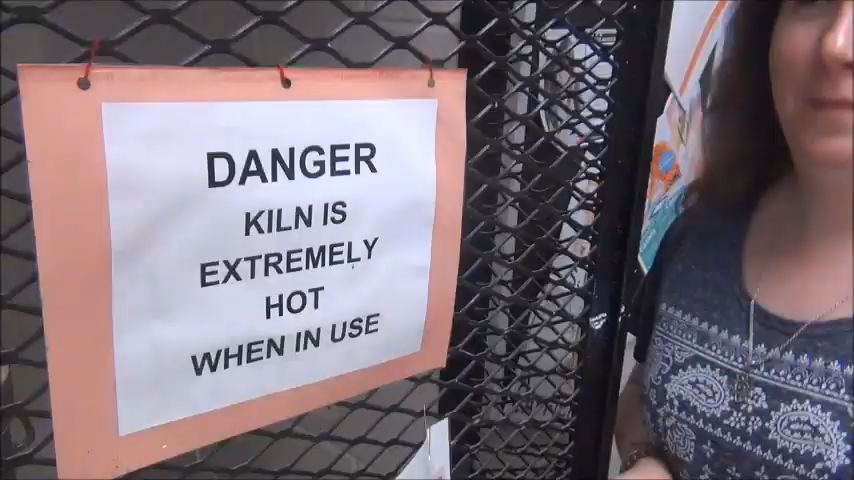 DANGER
KILN IS
EXTREMELY
HOT
WHEN IN USE